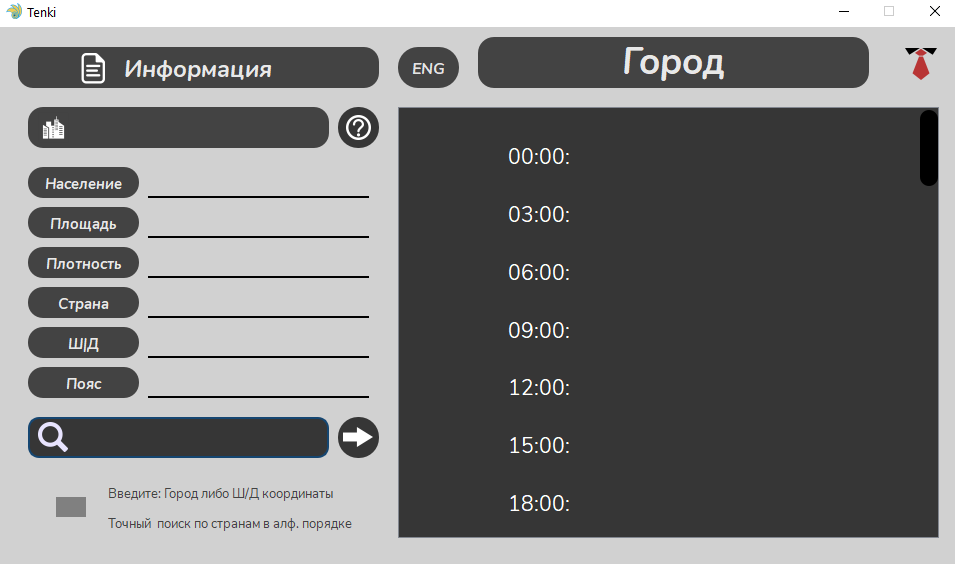 Tenki
Информация
ENG
Город
Население
Площадь
Плотность
Страна
Ш|Д
Пояс
Введите: Город либо Ш/Д координаты
Точный поиск по странам в алф. порядке
00:00:
03:00:
06:00:
09:00:
12:00:
15:00:
18:00: